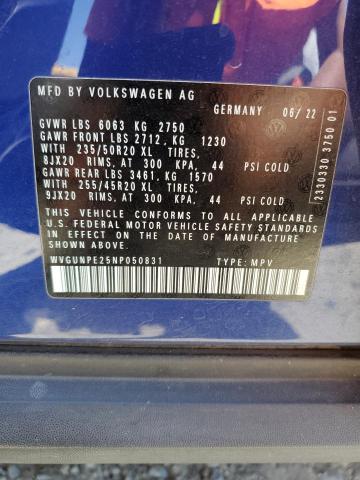 MFD BY VOLKSWAGEN AG
GERMANY 06/22
GVWR LBS 6063 KG 2750
GAWR FRONT LBS 2712, KG 1230
WITH 235/50R20 XL TIRES,
8JX20 RIMS, AT 300 KPA, 44 PSI COLD
GAWR REAR LBS 3461, KG 1570
WITH 255/45R20 XL TIRES,
9JX20 RIMS, AT 300 KPA, 44 PSI COLD
THIS VEHICLE CONFORMS TO ALL APPLICABLE
U.S. FEDERAL MOTOR VEHICLE SAFETY STANDARDS
IN EFFECT ON THE DATE OF MANUFACTURE
SHOWN ABOVE.
WVGUNPE25NP050831 TYPE: MPV
2330330 3750 01